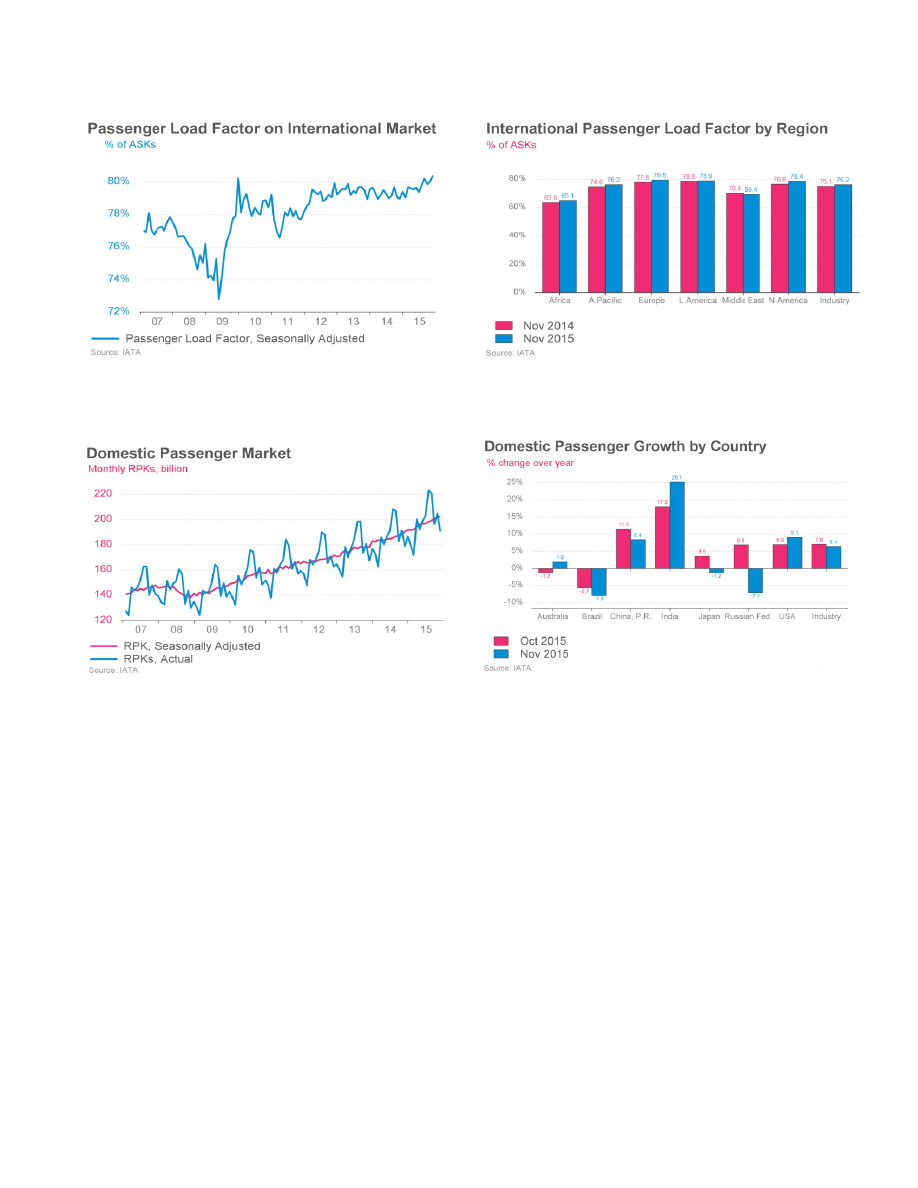 Passenger Load Factor on International Market
% of ASKs
80%
78%
76%
74%
72%
07 08 09 10 11 12 13 14 15
Passenger Load Factor, Seasonally Adjusted
Source: IATA
International Passenger Load Factor by Region
% of ASKs
80%
60%
40%
20%
0%
63.6 65.1 74.6 76.2 77.8 79.5 78.6 78.9 70.4 69.4 76.6 78.4 75.1 76.2
Africa A.Pacific Europe L.America Middle East N.America Industry
Nov 2014
Nov 2015
Source: IATA
Domestic Passenger Market
Monthly RPKs, billion
220
200
180
160
140
120
07 08 09 10 11 12 13 14 15
RPK, Seasonally Adjusted
RPKs, Actual
Source: IATA
Domestic Passenger Growth by Country
% change over year
25%
20%
15%
10%
5%
0%
-5%
-10%
-1.2 1.9 -5.7 8.4 17.9 25.1 -1.2 6.8 -7.1 6.9 9.1 6.4
Australia Brazil China, P.R. India Japan Russian Fed. USA Industry
Oct 2015
Nov 2015
Source: IATA